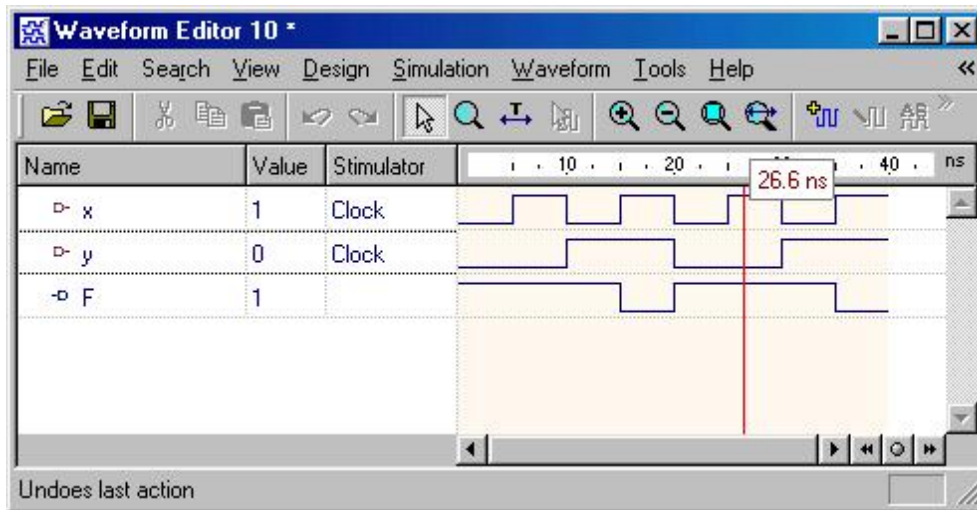 Waveform Editor 10 *
File Edit Search View Design Simulation Waveform Tools Help
Name Value Stimulator 10 20 40 ns
26.6 ns
x 1 Clock
y 0 Clock
F 1
Undoes last action